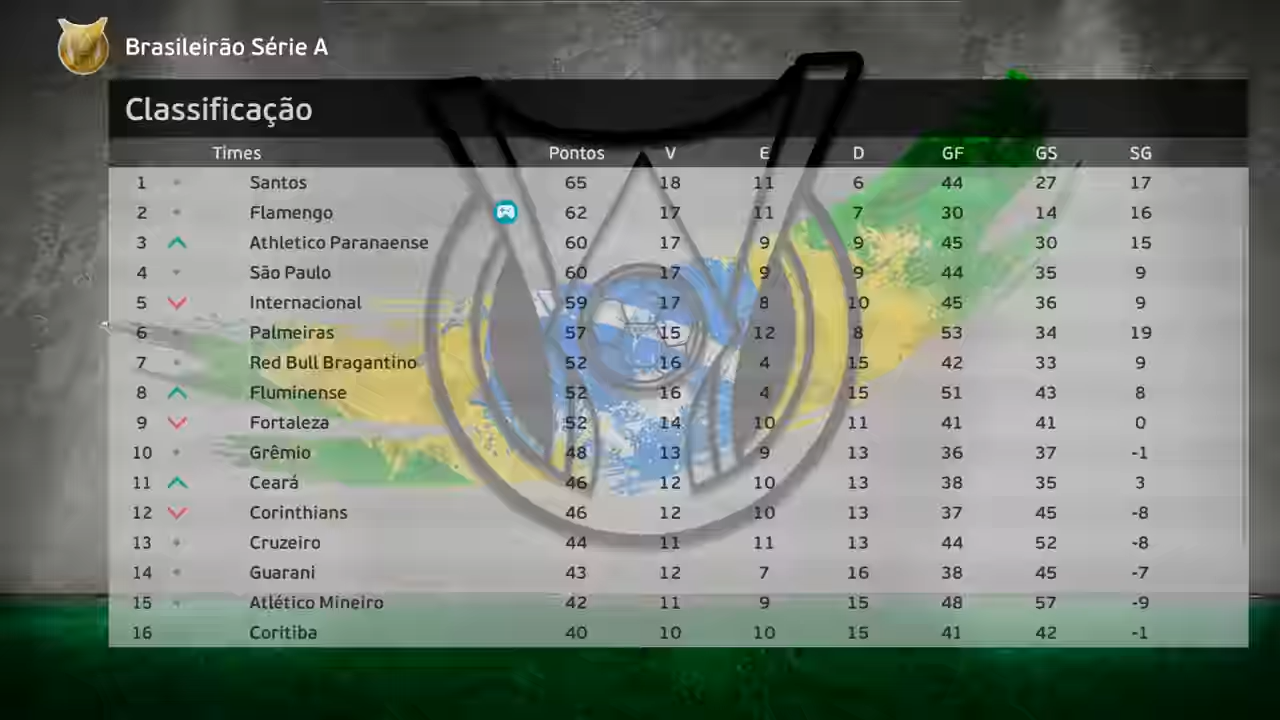 Brasileirão Série A
Classificação
Times Pontos V E D GF GS SG
1 Santos 65 18 11 6 44 27 17
2 Flamengo 62 17 11 7 30 14 16
3 Athletico Paranaense 60 17 9 9 45 30 15
4 São Paulo 60 17 9 9 44 35 9
5 Internacional 59 17 8 10 45 36 9
6 Palmeiras 57 15 12 8 53 34 19
7 Red Bull Bragantino 52 16 4 15 42 33 9
8 Fluminense 52 16 4 15 51 43 8
9 Fortaleza 52 14 10 11 41 41 0
10 Grêmio 48 13 9 13 36 37 -1
11 Ceará 46 12 10 13 38 35 3
12 Corinthians 46 12 10 13 37 45 -8
13 Cruzeiro 44 11 11 13 44 52 -8
14 Guarani 43 12 7 16 38 45 -7
15 Atlético Mineiro 42 11 9 15 48 57 -9
16 Coritiba 40 10 10 15 41 42 -1